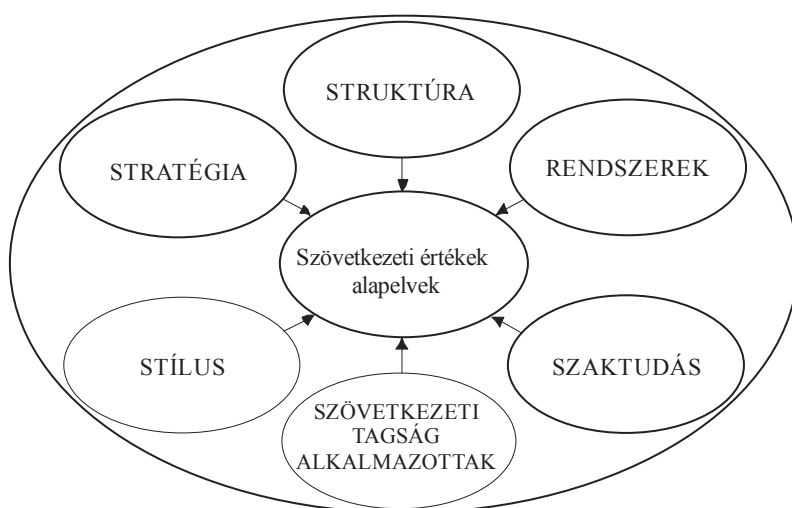 STRUKTÚRA
STRATÉGIA
RENDSZEREK
Szövetkezeti értékek
alapelvek
STÍLUS
SZAKTUDÁS
SZÖVETKEZETI
TAGSÁG
ALKALMAZOTTAK